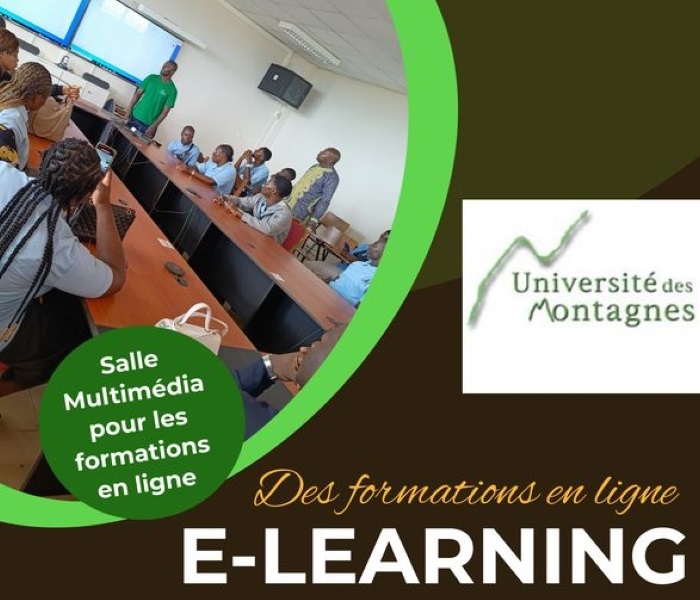 Université des
Montagnes
Salle
Multimédia
pour les
formations
en ligne
Des formations en ligne
E-LEARNING